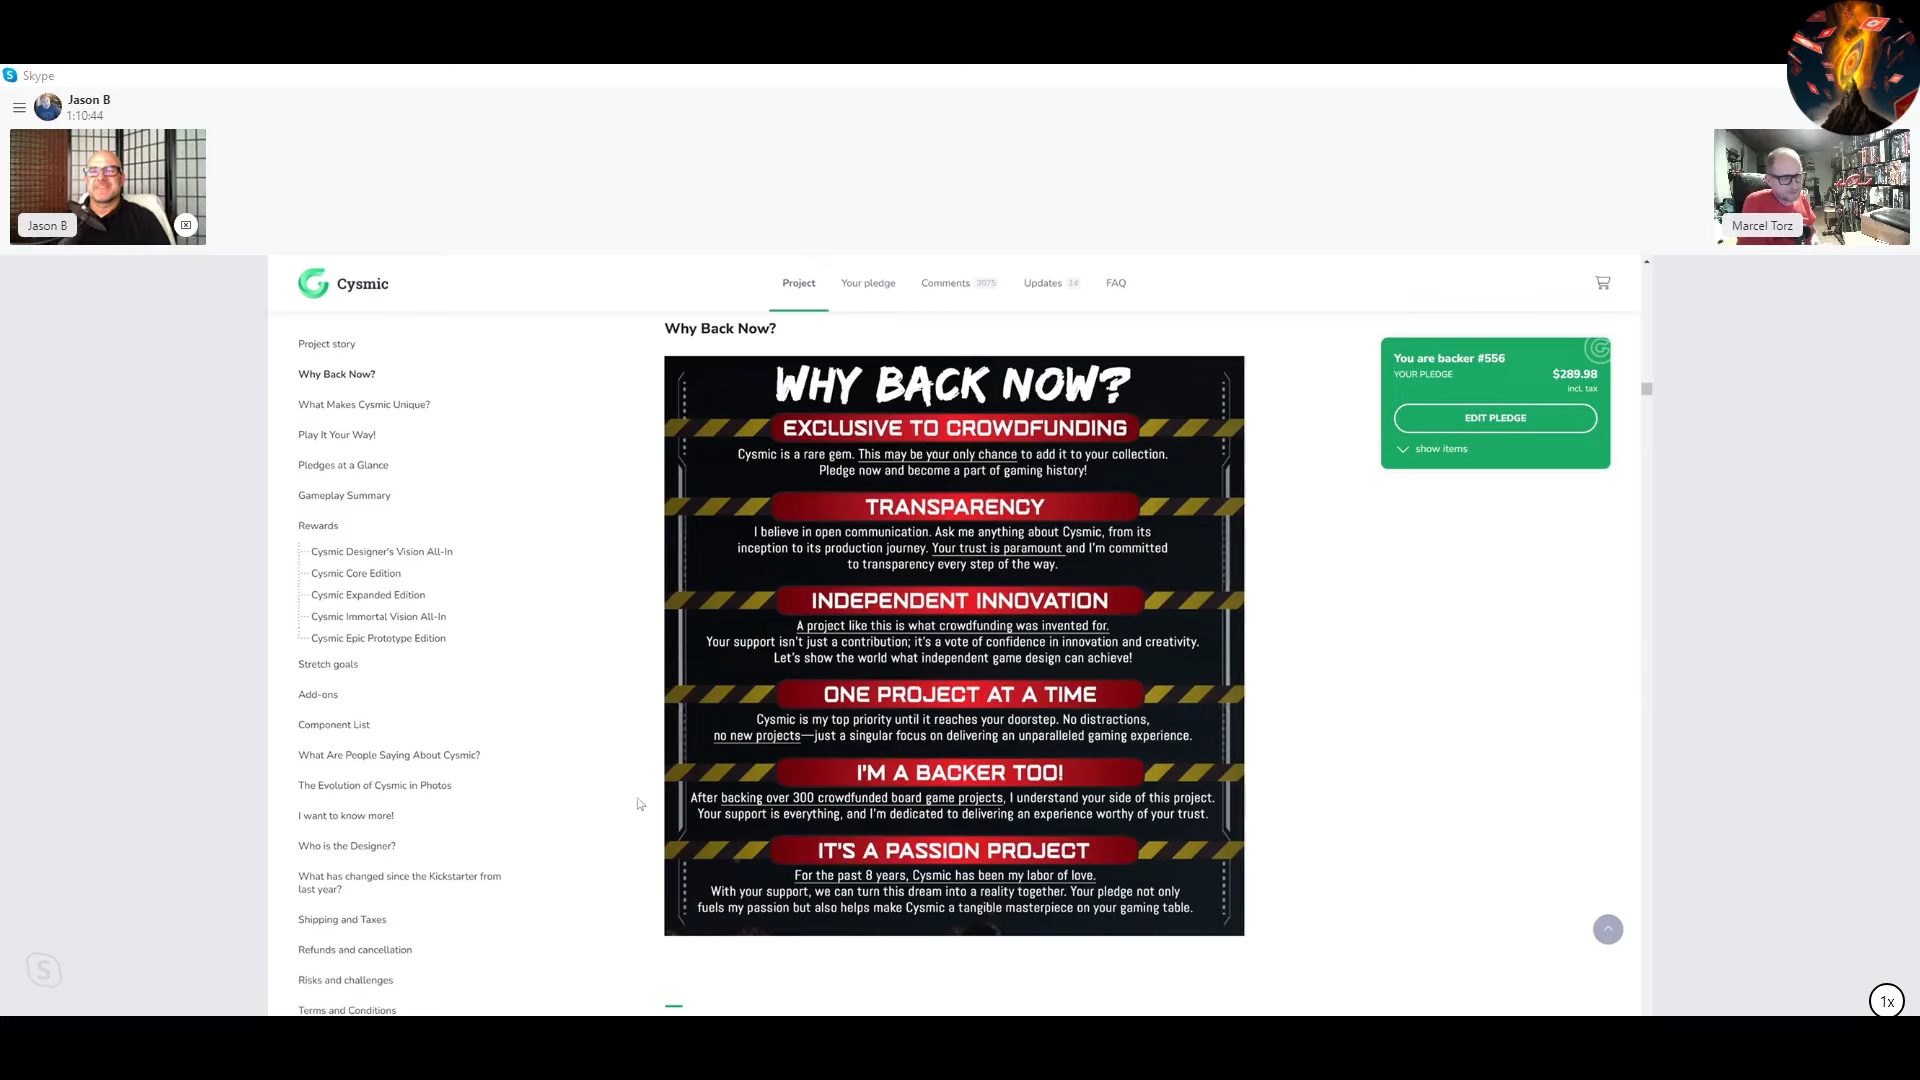 Skype
Jason B
1:10:44
Jason B
Marcel Torz
Cysmic
Project
Your pledge
Comments 2075
Updates 14
FAQ
Project story
Why Back Now?
What Makes Cysmic Unique?
Play It Your Way!
Pledges at a Glance
Gameplay Summary
Rewards
Cysmic Designer's Vision All-In
Cysmic Core Edition
Cysmic Expanded Edition
Cysmic Immortal Vision All-In
Cysmic Epic Prototype Edition
Stretch goals
Add-ons
Component List
What Are People Saying About Cysmic?
The Evolution of Cysmic in Photos
I want to know more!
Who is the Designer?
What has changed since the Kickstarter from
last year?
Shipping and Taxes
Refunds and cancellation
Risks and challenges
Terms and Conditions
Why Back Now?
WHY BACK NOW?
EXCLUSIVE TO CROWDFUNDING
Cysmic is a rare gem. This may be your only chance to add it to your collection.
Pledge now and become a part of gaming history!
TRANSPARENCY
I believe in open communication. Ask me anything about Cysmic, from its
inception to its production journey. Your trust is paramount and I'm committed
to transparency every step of the way.
INDEPENDENT INNOVATION
A project like this is what crowdfunding was invented for.
Your support isn't just a contribution; it's a vote of confidence in innovation and creativity.
Let's show the world what independent game design can achieve!
ONE PROJECT AT A TIME
Cysmic is my top priority until it reaches your doorstep. No distractions,
no new projects—just a singular focus on delivering an unparalleled gaming experience.
I'M A BACKER TOO!
After backing over 300 crowdfunded board game projects, I understand your side of this project.
Your support is everything, and I'm dedicated to delivering an experience worthy of your trust.
IT'S A PASSION PROJECT
For the past 8 years, Cysmic has been my labor of love.
With your support, we can turn this dream into a reality together. Your pledge not only
fuels my passion but also helps make Cysmic a tangible masterpiece on your gaming table.
You are backer #556
YOUR PLEDGE
$289.98
incl. tax
EDIT PLEDGE
show items
1x